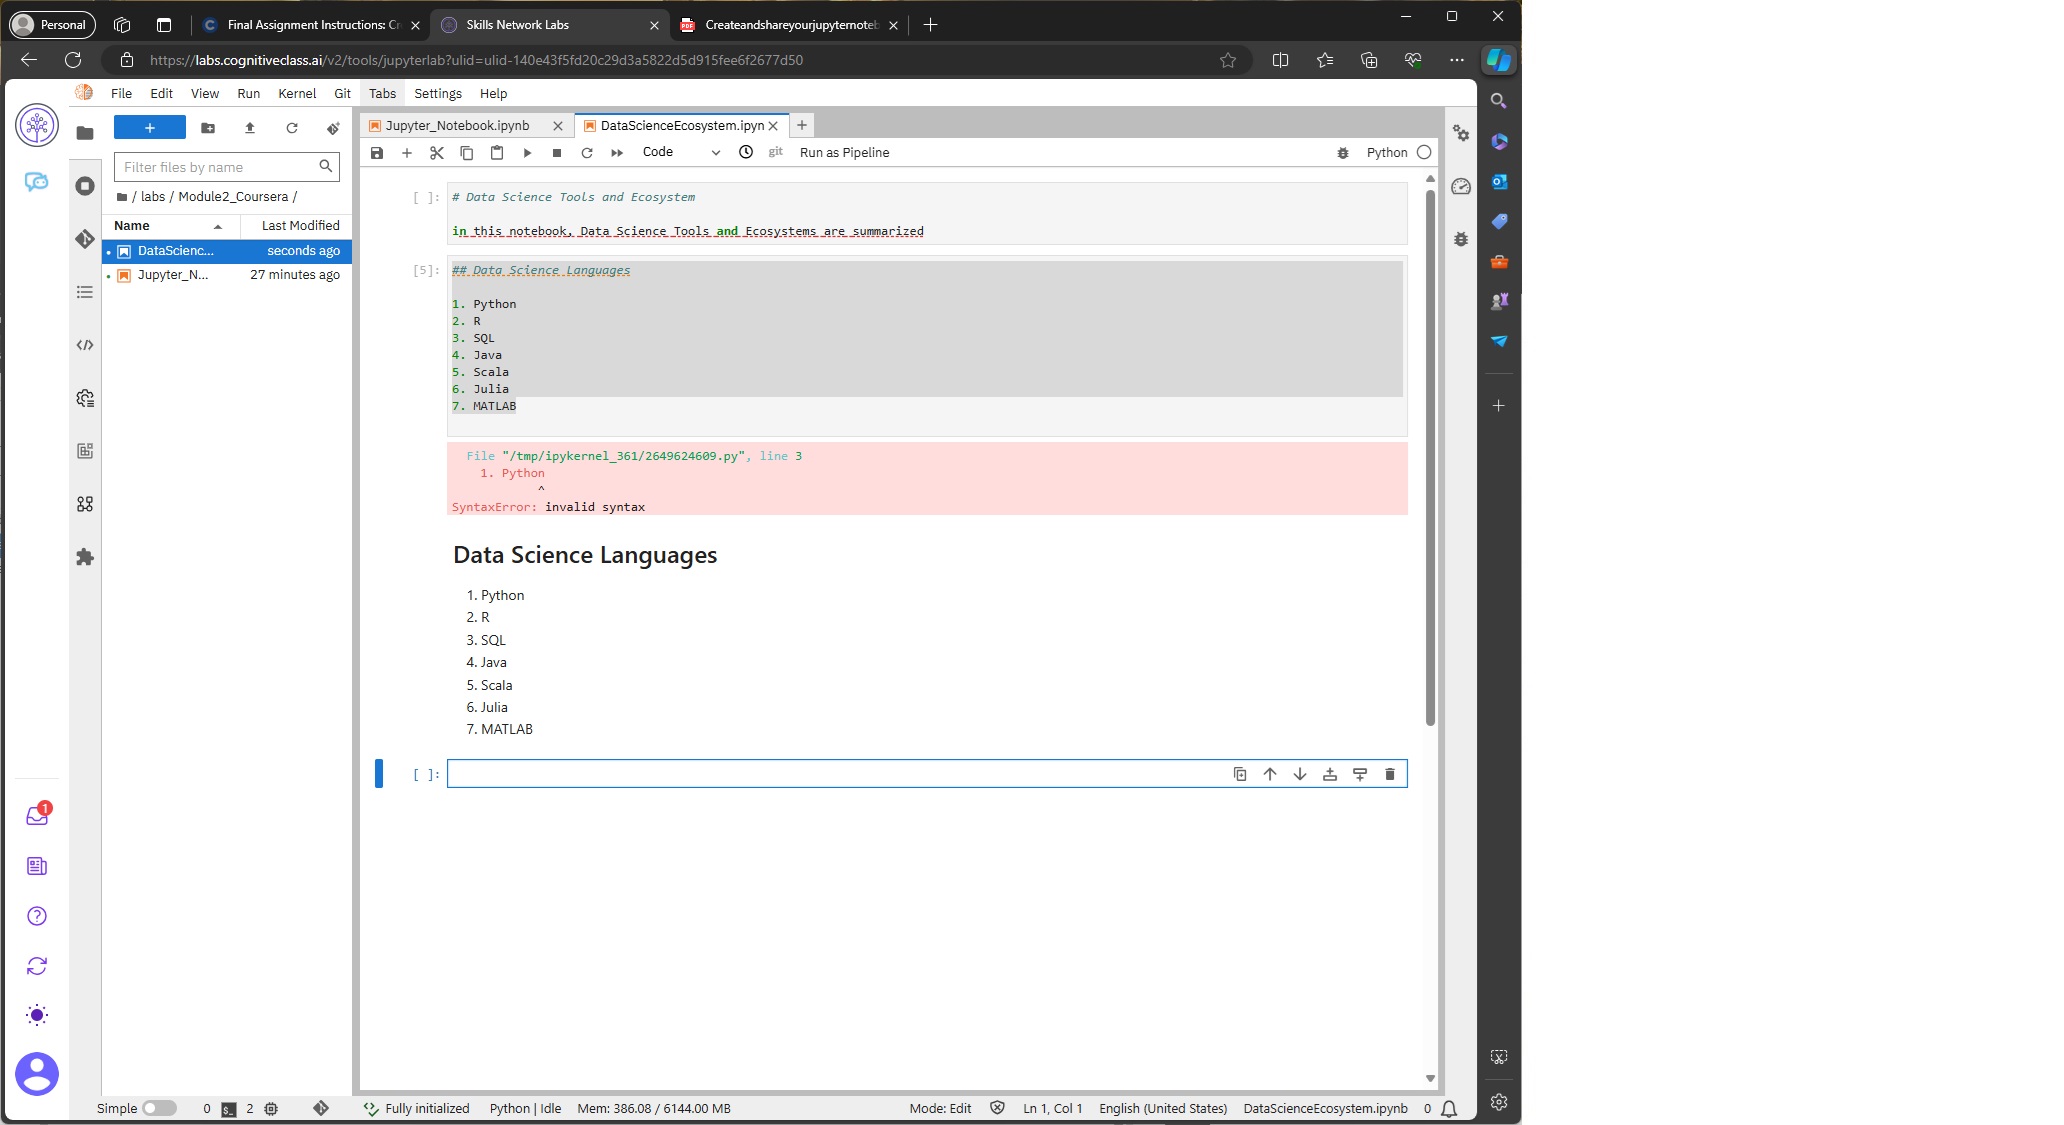 Personal
Final Assignment Instructions: Cr
Skills Network Labs
PDF
Createandshareyourjupyternoteb
https://labs.cognitiveclass.ai/v2/tools/jupyterlab?ulid=ulid-140e43f5fd20c29d3a5822d5d915fee6f2677d50
File Edit View Run Kernel Git Tabs Settings Help
Jupyter_Notebook.ipynb
DataScienceEcosystem.ipyn
Code
git
Run as Pipeline
Python
Filter files by name
/ labs / Module2_Coursera /
Name Last Modified
DataScienc... seconds ago
Jupyter_N... 27 minutes ago
[ ]: # Data Science Tools and Ecosystem
in this notebook, Data Science Tools and Ecosystems are summarized
[5]: ## Data Science Languages
1. Python
2. R
3. SQL
4. Java
5. Scala
6. Julia
7. MATLAB
File "/tmp/ipykernel_361/2649624609.py", line 3
1. Python
^
SyntaxError: invalid syntax
Data Science Languages
1. Python
2. R
3. SQL
4. Java
5. Scala
6. Julia
7. MATLAB
[ ]:
1
Simple 0 $_ 2 Fully initialized Python | Idle Mem: 386.08 / 6144.00 MB Mode: Edit Ln 1, Col 1 English (United States) DataScienceEcosystem.ipynb 0